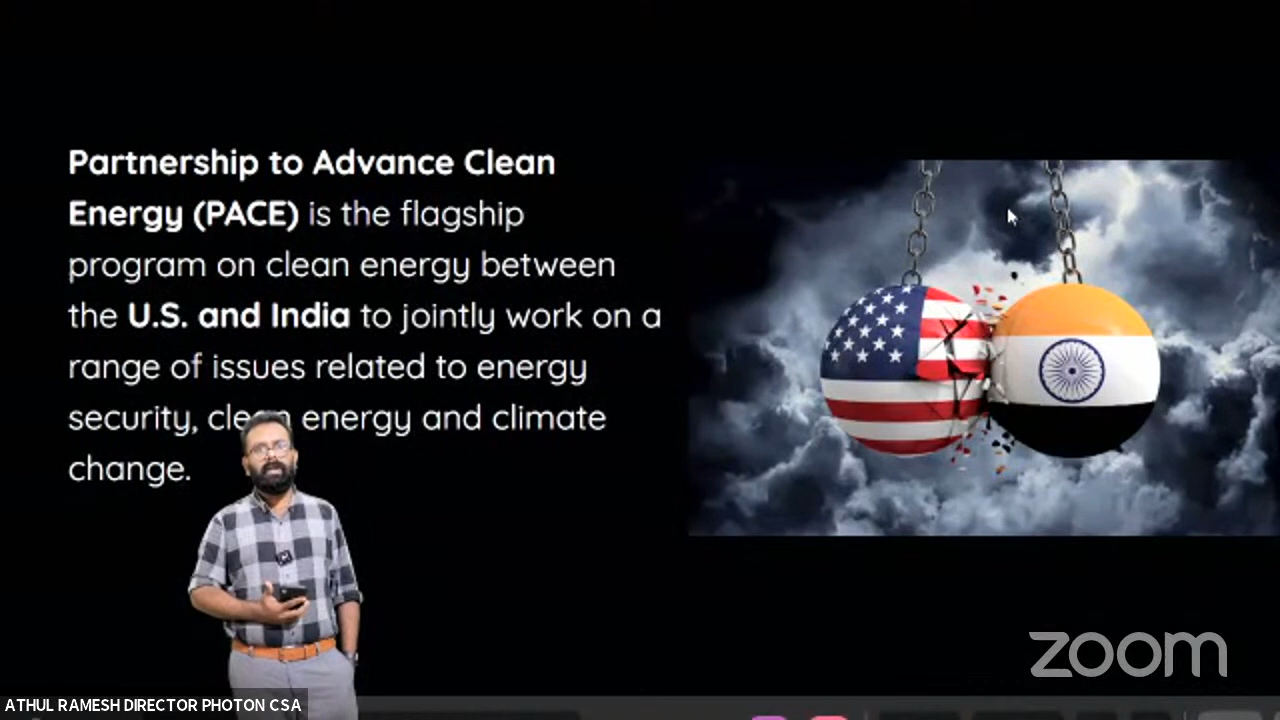 Partnership to Advance Clean
Energy (PACE) is the flagship
program on clean energy between
the U.S. and India to jointly work on a
range of issues related to energy
security, clean energy and climate
change.
zoom
ATHUL RAMESH DIRECTOR PHOTON CSA